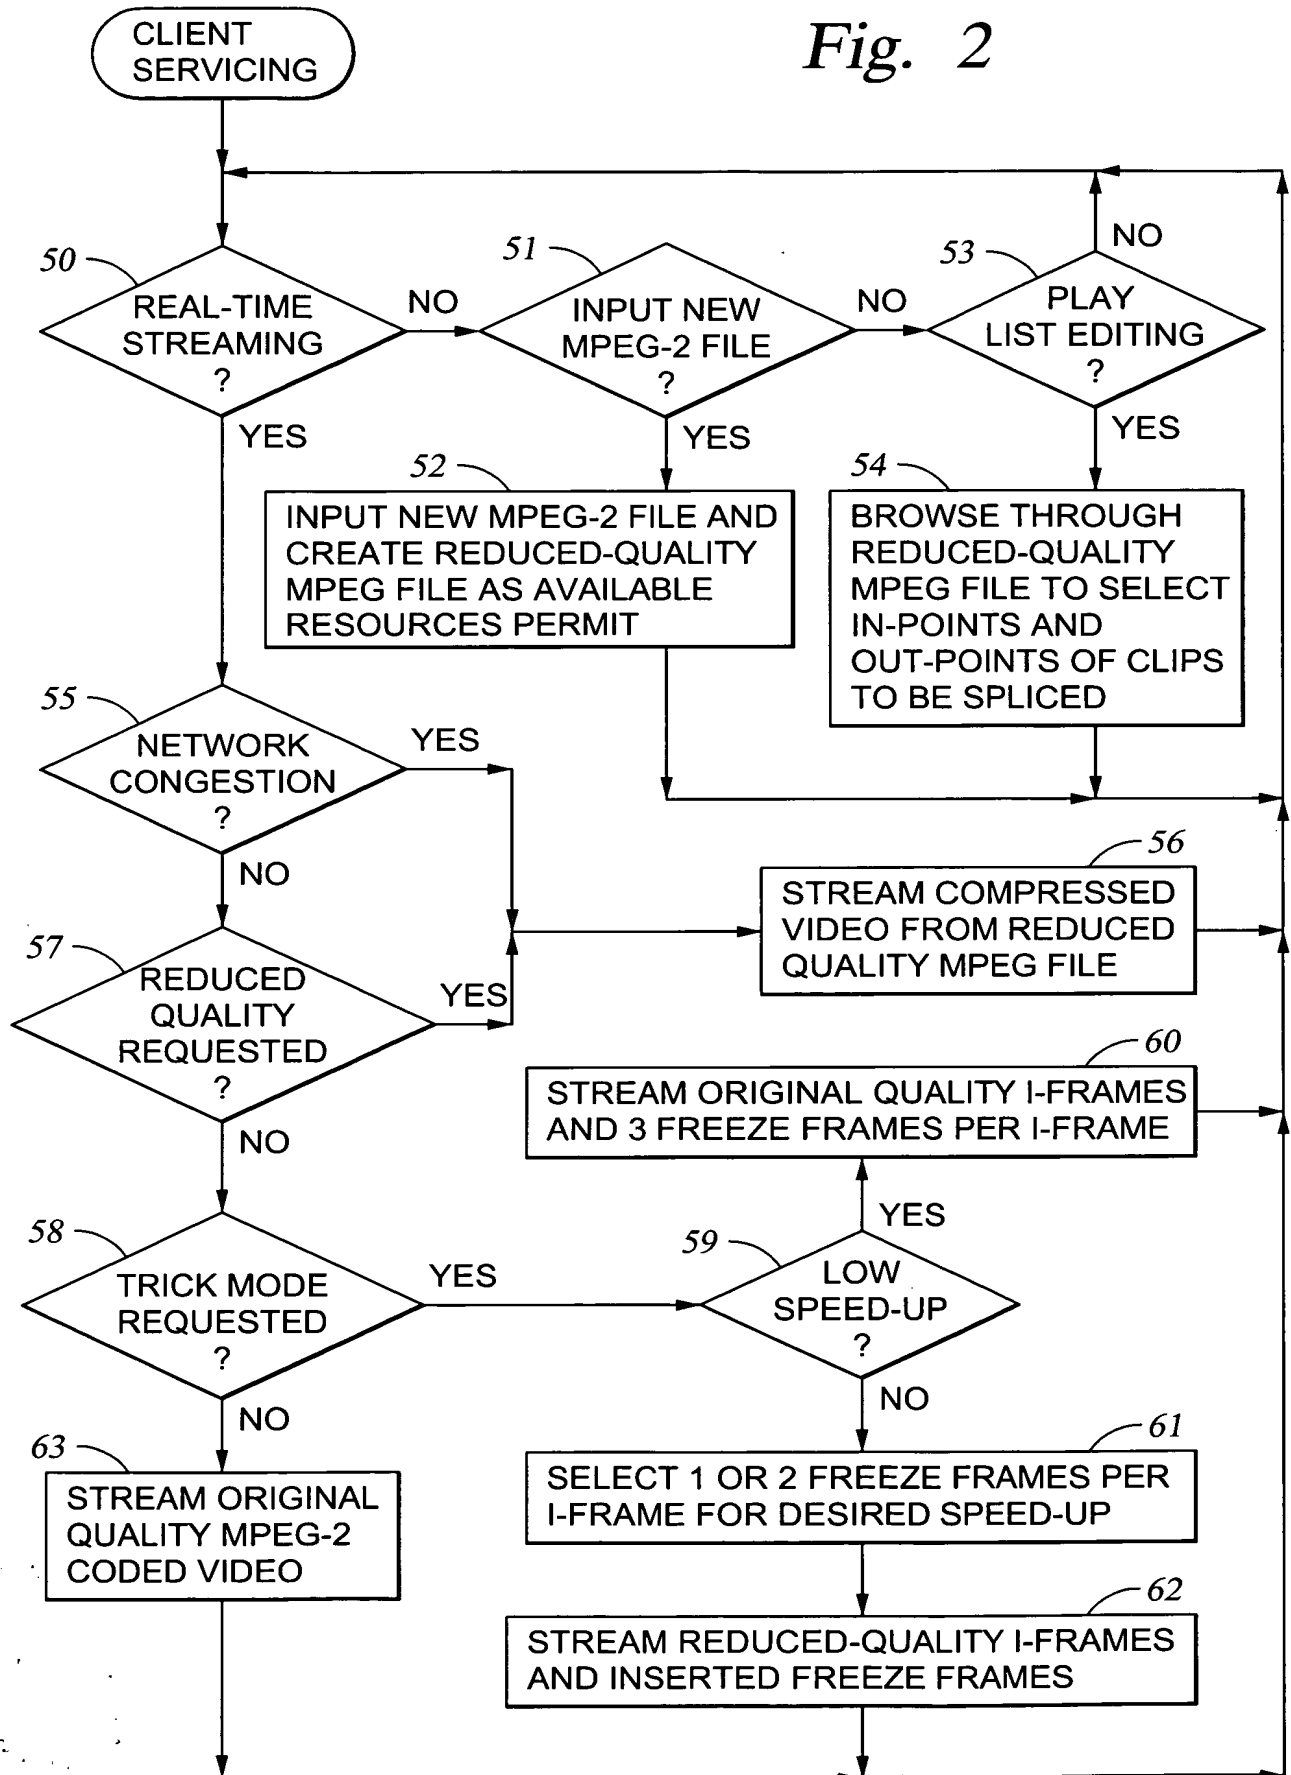 Fig. 2
CLIENT
SERVICING
50
REAL-TIME
STREAMING
?
NO
YES
51
INPUT NEW
MPEG-2 FILE
?
NO
YES
53
PLAY
LIST EDITING
?
NO
YES
52
INPUT NEW MPEG-2 FILE AND
CREATE REDUCED-QUALITY
MPEG FILE AS AVAILABLE
RESOURCES PERMIT
54
BROWSE THROUGH
REDUCED-QUALITY
MPEG FILE TO SELECT
IN-POINTS AND
OUT-POINTS OF CLIPS
TO BE SPLICED
55
NETWORK
CONGESTION
?
YES
NO
56
STREAM COMPRESSED
VIDEO FROM REDUCED
QUALITY MPEG FILE
57
REDUCED
QUALITY
REQUESTED
?
YES
NO
60
STREAM ORIGINAL QUALITY I-FRAMES
AND 3 FREEZE FRAMES PER I-FRAME
58
TRICK MODE
REQUESTED
?
YES
NO
59
LOW
SPEED-UP
?
YES
NO
63
STREAM ORIGINAL
QUALITY MPEG-2
CODED VIDEO
61
SELECT 1 OR 2 FREEZE FRAMES PER
I-FRAME FOR DESIRED SPEED-UP
62
STREAM REDUCED-QUALITY I-FRAMES
AND INSERTED FREEZE FRAMES